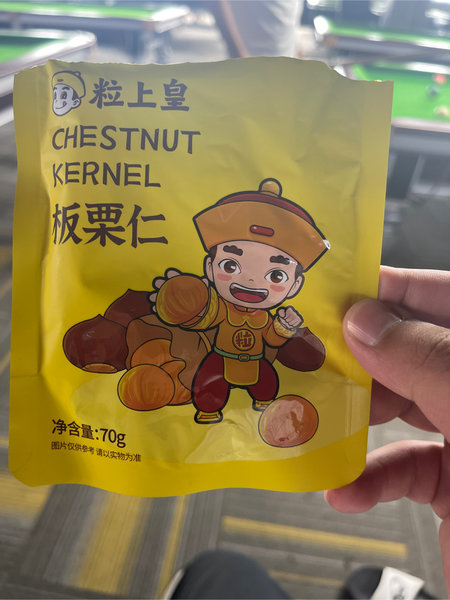 粒上皇
CHESTNUT
KERNEL
板栗仁
粒
净含量:70g
图片仅供参考 请以实物为准